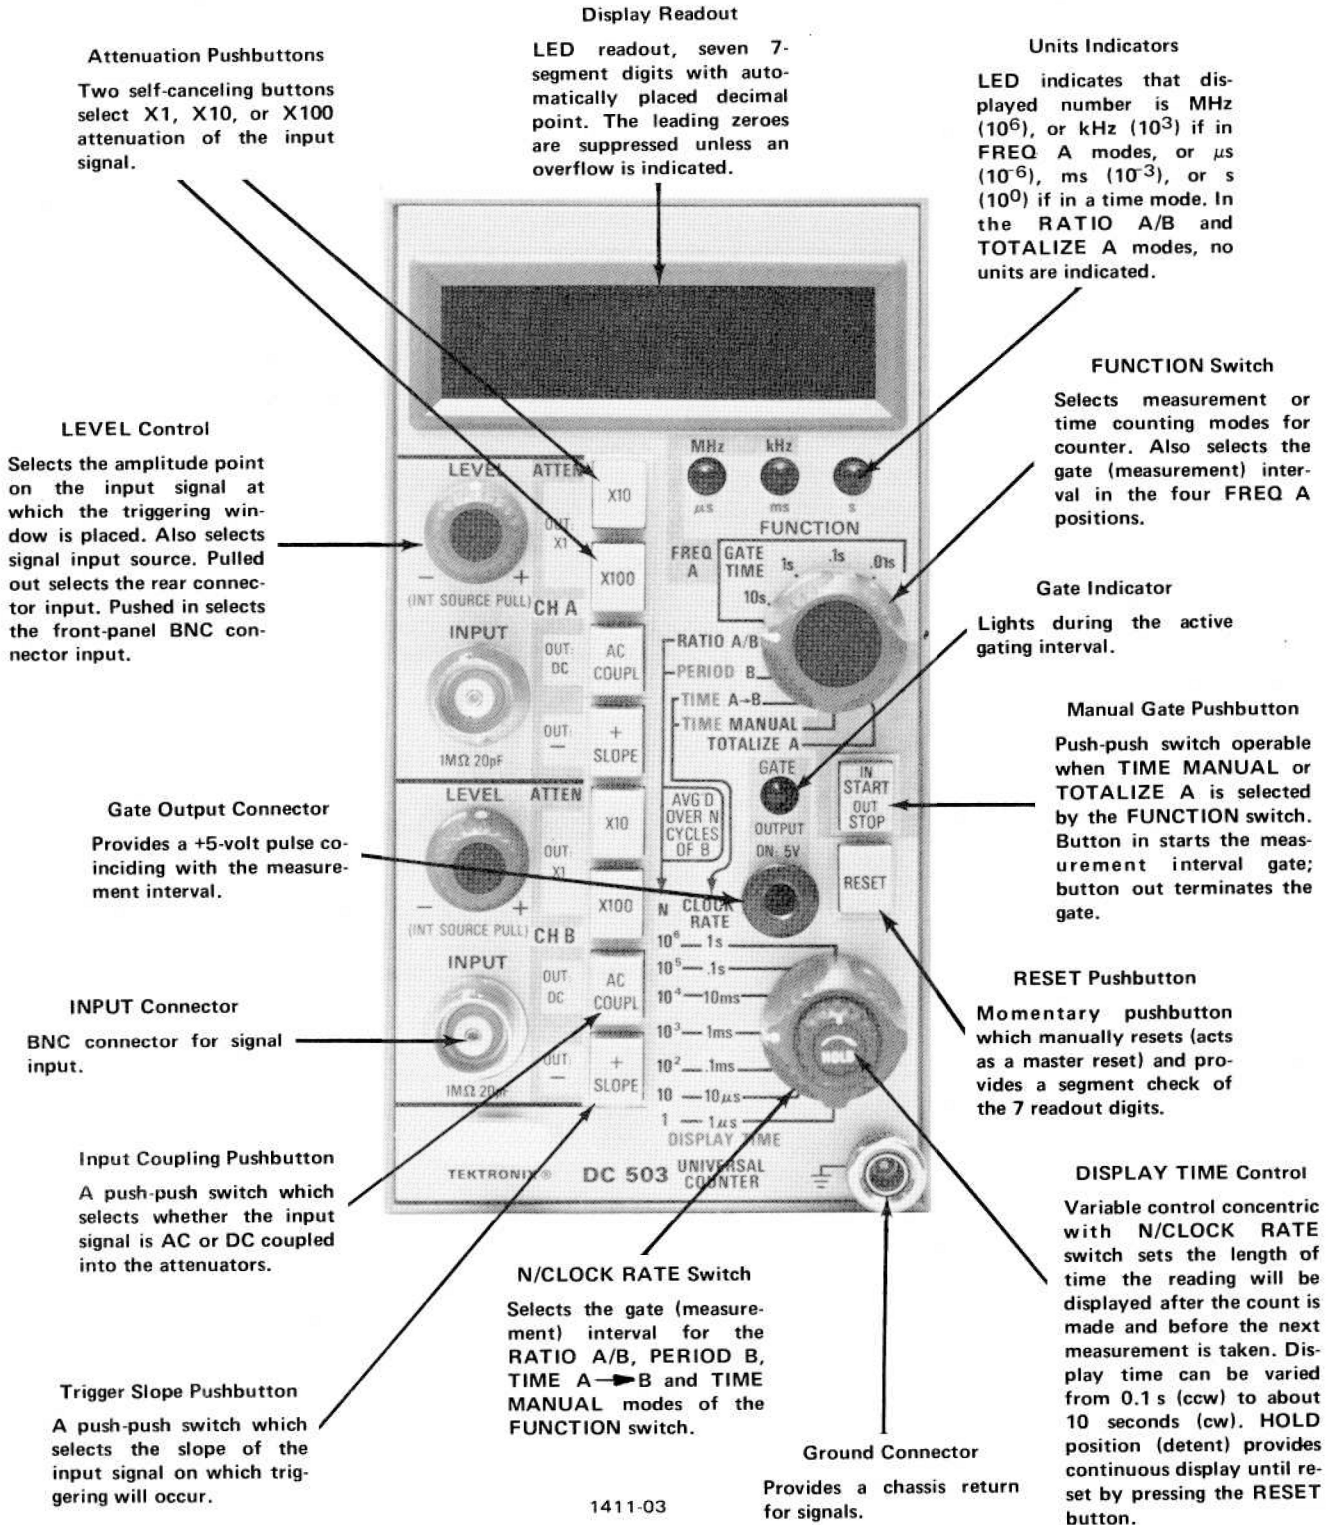 Display Readout
LED readout, seven 7-
segment digits with auto-
matically placed decimal
point. The leading zeroes
are suppressed unless an
overflow is indicated.
Attenuation Pushbuttons
Two self-canceling buttons
select X1, X10, or X100
attenuation of the input
signal.
Units Indicators
LED indicates that dis-
played number is MHz
(10⁶), or kHz (10³) if in
FREQ A modes, or μs
(10⁻⁶), ms (10⁻³), or s
(10⁰) if in a time mode. In
the RATIO A/B and
TOTALIZE A modes, no
units are indicated.
FUNCTION Switch
Selects measurement or
time counting modes for
counter. Also selects the
gate (measurement) inter-
val in the four FREQ A
positions.
LEVEL Control
Selects the amplitude point
on the input signal at
which the triggering win-
dow is placed. Also selects
signal input source. Pulled
out selects the rear connec-
tor input. Pushed in selects
the front-panel BNC con-
nector input.
Gate Indicator
Lights during the active
gating interval.
Manual Gate Pushbutton
Push-push switch operable
when TIME MANUAL or
TOTALIZE A is selected
by the FUNCTION switch.
Button in starts the meas-
urement interval gate;
button out terminates the
gate.
Gate Output Connector
Provides a +5-volt pulse co-
inciding with the measure-
ment interval.
RESET Pushbutton
Momentary pushbutton
which manually resets (acts
as a master reset) and pro-
vides a segment check of
the 7 readout digits.
INPUT Connector
BNC connector for signal
input.
Input Coupling Pushbutton
A push-push switch which
selects whether the input
signal is AC or DC coupled
into the attenuators.
DISPLAY TIME Control
Variable control concentric
with N/CLOCK RATE
switch sets the length of
time the reading will be
displayed after the count is
made and before the next
measurement is taken. Dis-
play time can be varied
from 0.1 s (ccw) to about
10 seconds (cw). HOLD
position (detent) provides
continuous display until re-
set by pressing the RESET
button.
N/CLOCK RATE Switch
Selects the gate (measure-
ment) interval for the
RATIO A/B, PERIOD B,
TIME A→B and TIME
MANUAL modes of the
FUNCTION switch.
Trigger Slope Pushbutton
A push-push switch which
selects the slope of the
input signal on which trig-
gering will occur.
Ground Connector
Provides a chassis return
for signals.
1411-03
MHz kHz
μs ms s
FUNCTION
FREQ
A
GATE
TIME
10s
1s
.1s
.01s
RATIO A/B
PERIOD B
TIME A→B
TIME MANUAL
TOTALIZE A
LEVEL ATTEN
X10
OUT:
X1
X100
− +
(INT SOURCE PULL)
CH A
INPUT
OUT:
DC
AC
COUPL
OUT:
−
+
SLOPE
1MΩ 20pF
LEVEL ATTEN
X10
OUT:
X1
X100
− +
(INT SOURCE PULL)
CH B
INPUT
OUT:
DC
AC
COUPL
OUT:
−
+
SLOPE
1MΩ 20pF
GATE
OUTPUT
ON: 5V
IN
START
OUT
STOP
RESET
AVG'D
OVER N
CYCLES
OF B
N CLOCK
RATE
10⁶ 1s
10⁵ .1s
10⁴ 10ms
10³ 1ms
10² .1ms
10 10μs
1 1μs
DISPLAY TIME
HOLD
TEKTRONIX® DC 503 UNIVERSAL
COUNTER